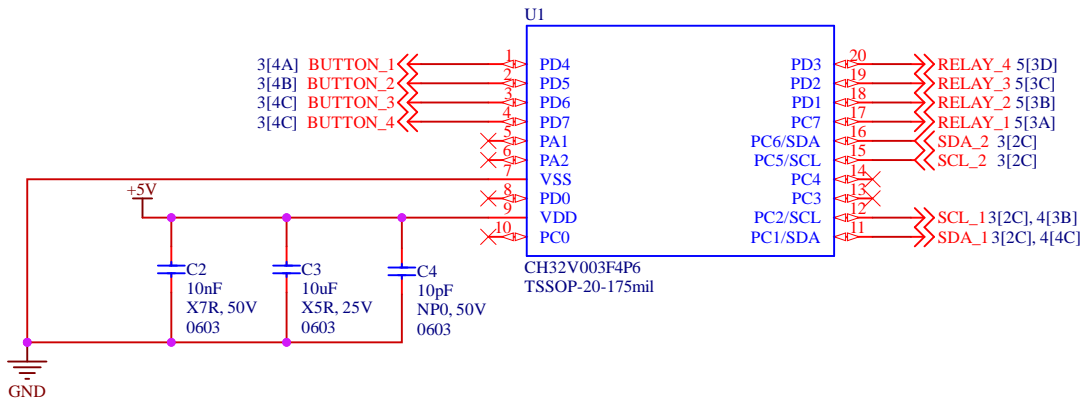 U1
3[4A] BUTTON_1 1 PD4 PD3 20 RELAY_4 5[3D]
3[4B] BUTTON_2 2 PD5 PD2 19 RELAY_3 5[3C]
3[4C] BUTTON_3 3 PD6 PD1 18 RELAY_2 5[3B]
3[4C] BUTTON_4 4 PD7 PC7 17 RELAY_1 5[3A]
5 PA1 PC6/SDA 16 SDA_2 3[2C]
6 PA2 PC5/SCL 15 SCL_2 3[2C]
7 VSS PC4 14
8 PD0 PC3 13
+5V
9 VDD PC2/SCL 12 SCL_1 3[2C], 4[3B]
10 PC0 PC1/SDA 11 SDA_1 3[2C], 4[4C]
CH32V003F4P6
TSSOP-20-175mil
C2
10nF
X7R, 50V
0603
C3
10uF
X5R, 25V
0603
C4
10pF
NP0, 50V
0603
GND